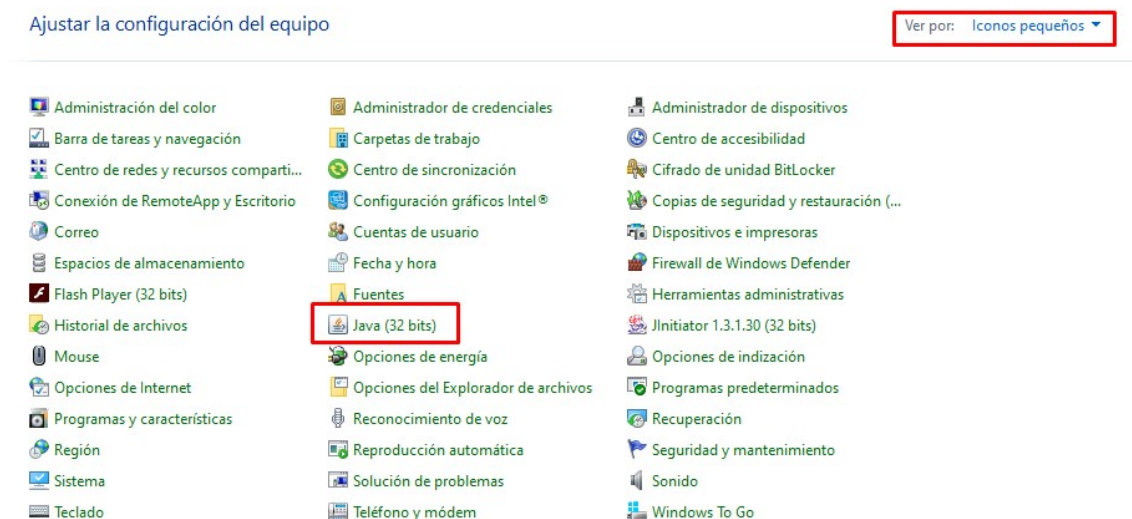 Ajustar la configuración del equipo
Ver por: Iconos pequeños
Administración del color
Administrador de credenciales
Administrador de dispositivos
Barra de tareas y navegación
Carpetas de trabajo
Centro de accesibilidad
Centro de redes y recursos comparti...
Centro de sincronización
Cifrado de unidad BitLocker
Conexión de RemoteApp y Escritorio
Configuración gráficos Intel®
Copias de seguridad y restauración (...
Correo
Cuentas de usuario
Dispositivos e impresoras
Espacios de almacenamiento
Fecha y hora
Firewall de Windows Defender
Flash Player (32 bits)
Fuentes
Herramientas administrativas
Historial de archivos
Java (32 bits)
JInitiator 1.3.1.30 (32 bits)
Mouse
Opciones de energía
Opciones de indización
Opciones de Internet
Opciones del Explorador de archivos
Programas predeterminados
Programas y características
Reconocimiento de voz
Recuperación
Región
Reproducción automática
Seguridad y mantenimiento
Sistema
Solución de problemas
Sonido
Teclado
Teléfono y módem
Windows To Go